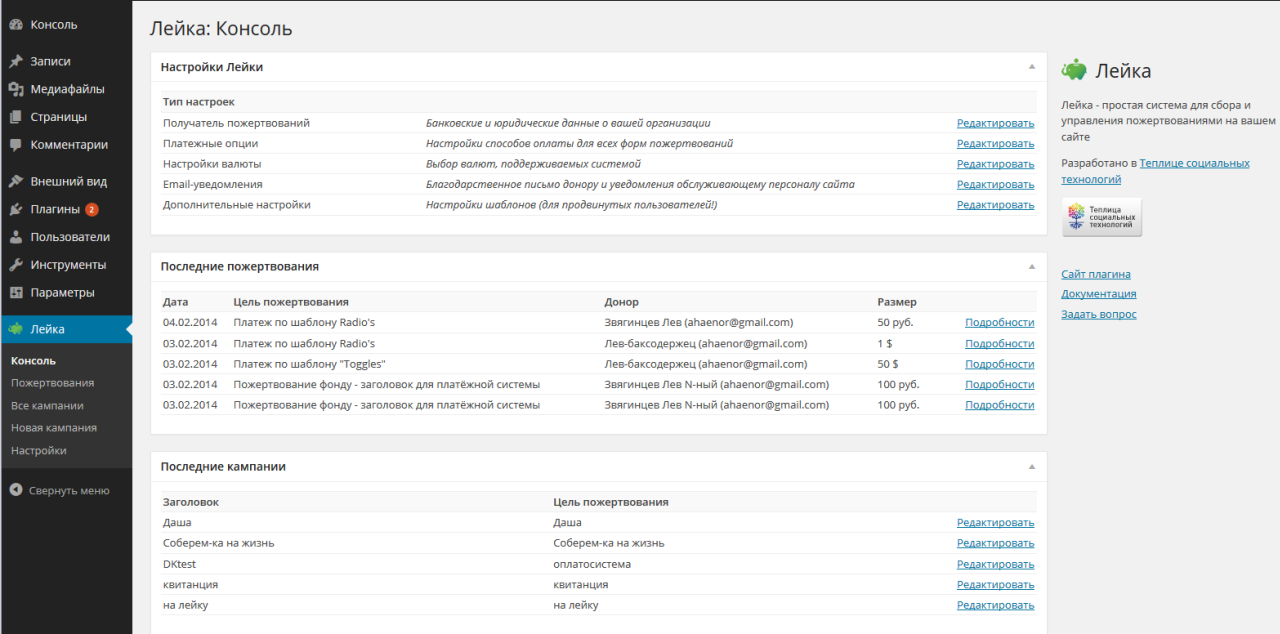 Консоль
Записи
Медиафайлы
Страницы
Комментарии
Внешний вид
Плагины 2
Пользователи
Инструменты
Параметры
Лейка
Консоль
Пожертвования
Все кампании
Новая кампания
Настройки
Свернуть меню
Лейка: Консоль
Настройки Лейки
Тип настроек
Получатель пожертвований Банковские и юридические данные о вашей организации Редактировать
Платежные опции Настройки способов оплаты для всех форм пожертвований Редактировать
Настройки валюты Выбор валют, поддерживаемых системой Редактировать
Email-уведомления Благодарственное письмо донору и уведомления обслуживающему персоналу сайта Редактировать
Дополнительные настройки Настройки шаблонов (для продвинутых пользователей!) Редактировать
Последние пожертвования
Дата Цель пожертвования Донор Размер
04.02.2014 Платеж по шаблону Radio's Звягинцев Лев (ahaenor@gmail.com) 50 руб. Подробности
03.02.2014 Платеж по шаблону Radio's Лев-баксодержец (ahaenor@gmail.com) 1 $ Подробности
03.02.2014 Платеж по шаблону "Toggles" Лев-баксодержец (ahaenor@gmail.com) 50 $ Подробности
03.02.2014 Пожертвование фонду - заголовок для платёжной системы Звягинцев Лев N-ный (ahaenor@gmail.com) 100 руб. Подробности
03.02.2014 Пожертвование фонду - заголовок для платёжной системы Звягинцев Лев N-ный (ahaenor@gmail.com) 100 руб. Подробности
Последние кампании
Заголовок Цель пожертвования
Даша Даша Редактировать
Соберем-ка на жизнь Соберем-ка на жизнь Редактировать
DKtest оплатосистема Редактировать
квитанция квитанция Редактировать
на лейку на лейку Редактировать
Лейка
Лейка - простая система для сбора и
управления пожертвованиями на вашем
сайте
Разработано в Теплице социальных
технологий
Теплица
социальных
технологий
Сайт плагина
Документация
Задать вопрос